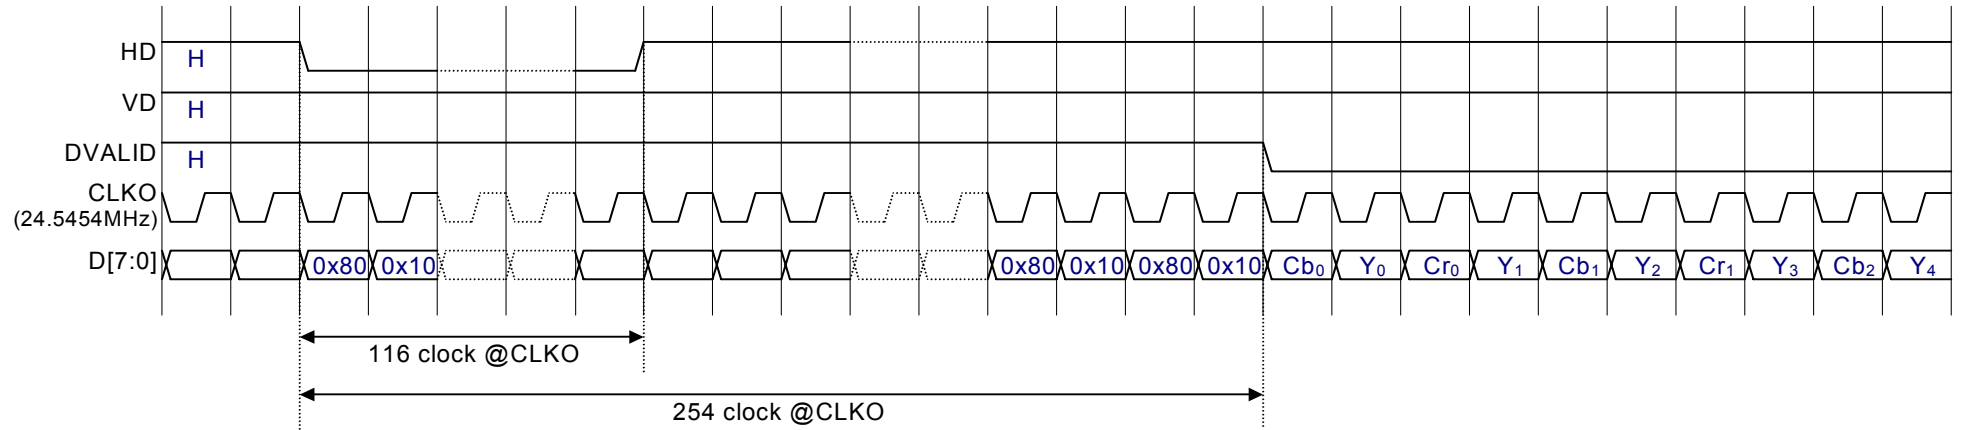 HD H
VD H
DVALID H
CLKO
(24.5454MHz)
D[7:0] 0x80 0x10 0x80 0x10 0x80 0x10 Cb₀ Y₀ Cr₀ Y₁ Cb₁ Y₂ Cr₁ Y₃ Cb₂ Y₄
116 clock @CLKO
254 clock @CLKO